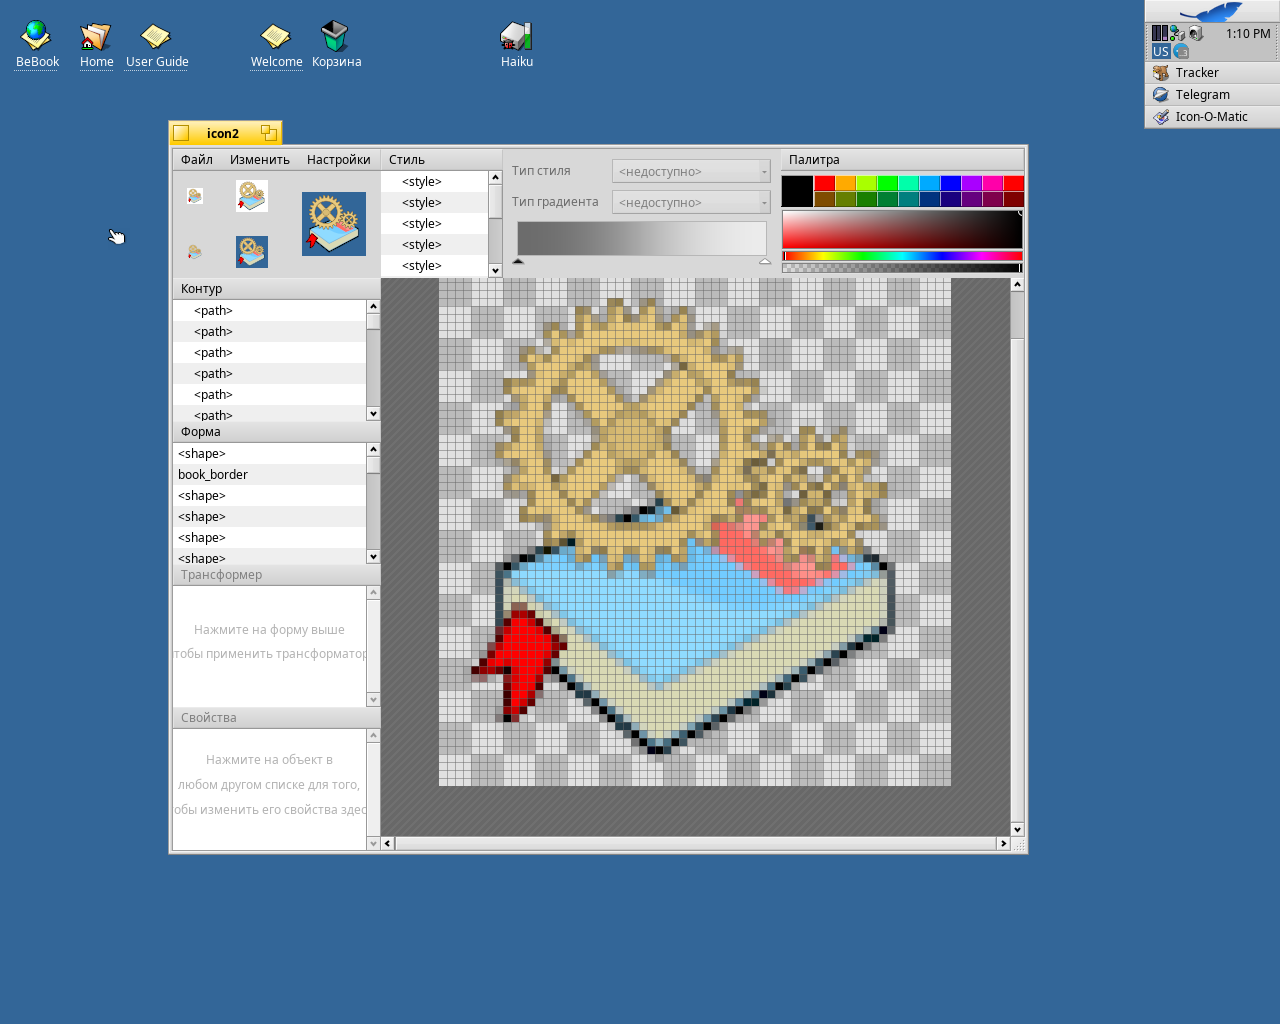 BeBook
Home
User Guide
Welcome
Корзина
Haiku
1:10 PM
US
Tracker
Telegram
Icon-O-Matic
icon2
Файл
Изменить
Настройки
Стиль
<style>
<style>
<style>
<style>
<style>
Тип стиля
<недоступно>
Тип градиента
<недоступно>
Палитра
Контур
<path>
<path>
<path>
<path>
<path>
<path>
Форма
<shape>
book_border
<shape>
<shape>
<shape>
<shape>
Трансформер
Нажмите на форму выше
тобы применить трансформатор
Свойства
Нажмите на объект в
любом другом списке для того,
обы изменить его свойства здес